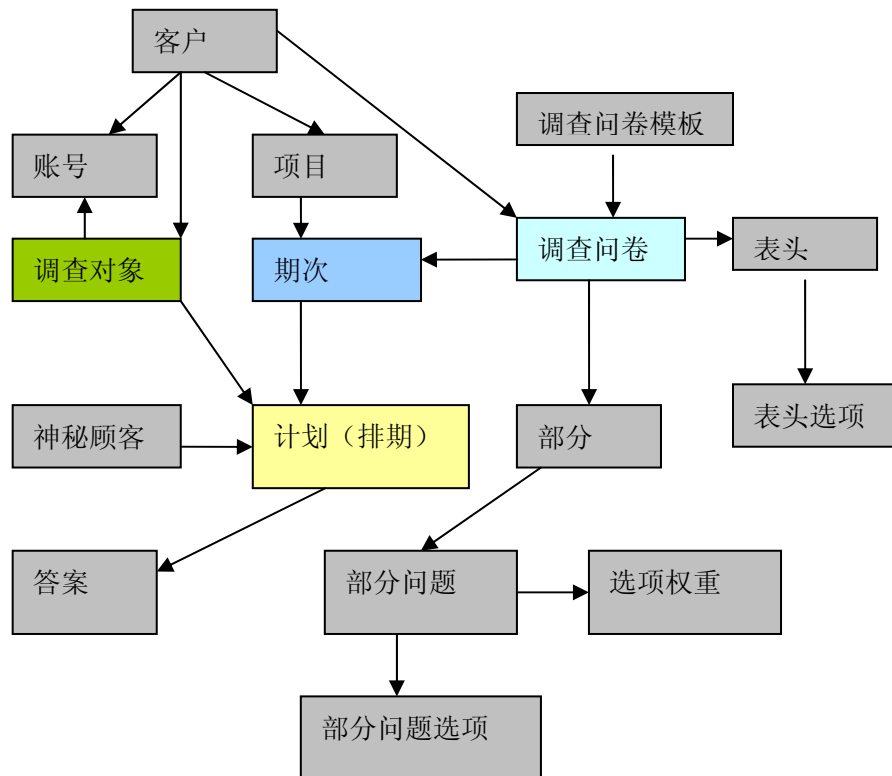 客户
调查问卷模板
账号
项目
调查对象
期次
调查问卷
表头
神秘顾客
计划（排期）
部分
表头选项
答案
部分问题
选项权重
部分问题选项